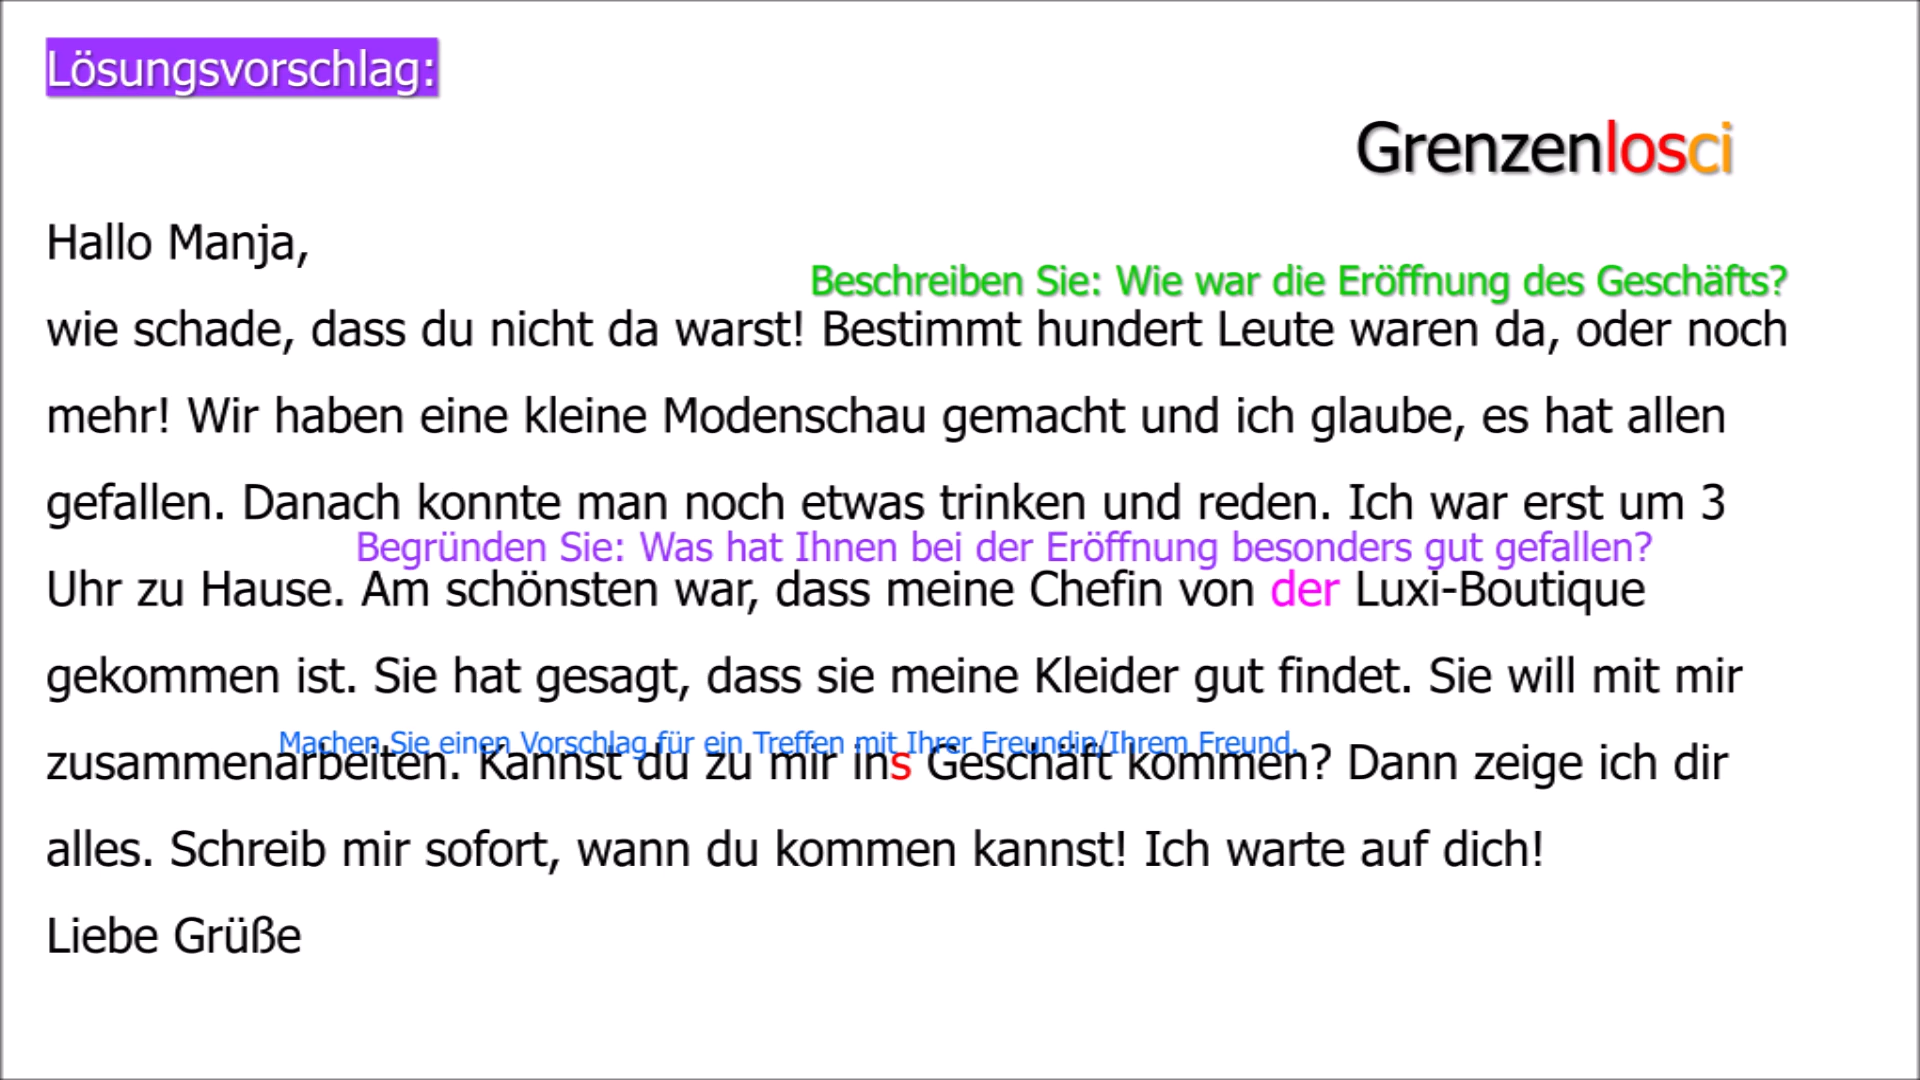 Lösungsvorschlag:
Grenzenlosci
Hallo Manja,
Beschreiben Sie: Wie war die Eröffnung des Geschäfts?
wie schade, dass du nicht da warst! Bestimmt hundert Leute waren da, oder noch
mehr! Wir haben eine kleine Modenschau gemacht und ich glaube, es hat allen
gefallen. Danach konnte man noch etwas trinken und reden. Ich war erst um 3
Begründen Sie: Was hat Ihnen bei der Eröffnung besonders gut gefallen?
Uhr zu Hause. Am schönsten war, dass meine Chefin von der Luxi-Boutique
gekommen ist. Sie hat gesagt, dass sie meine Kleider gut findet. Sie will mit mir
Machen Sie einen Vorschlag für ein Treffen mit Ihrer Freundin/Ihrem Freund.
zusammenarbeiten. Kannst du zu mir ins Geschäft kommen? Dann zeige ich dir
alles. Schreib mir sofort, wann du kommen kannst! Ich warte auf dich!
Liebe Grüße